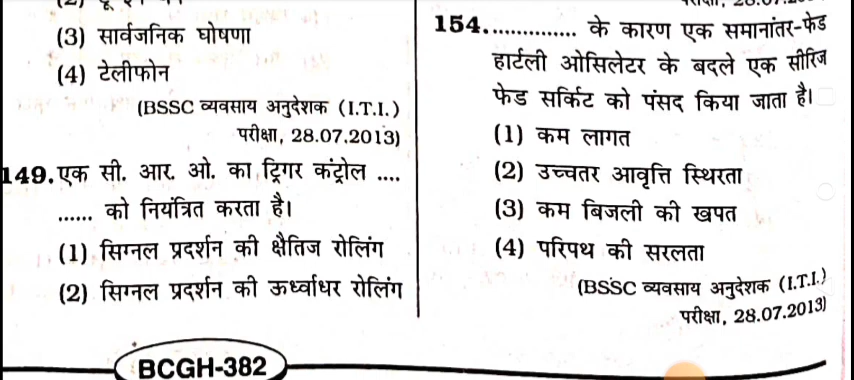 (3) सार्वजनिक घोषणा
(4) टेलीफोन
(BSSC व्यवसाय अनुदेशक (I.T.I.)
परीक्षा, 28.07.2013)
149. एक सी. आर. ओ. का ट्रिगर कंट्रोल ....
...... को नियंत्रित करता है।
(1) सिग्नल प्रदर्शन की क्षैतिज रोलिंग
(2) सिग्नल प्रदर्शन की ऊर्ध्वाधर रोलिंग
154.............. के कारण एक समानांतर-फेड
हार्टली ओसिलेटर के बदले एक सीरिज
फेड सर्किट को पंसद किया जाता है।
(1) कम लागत
(2) उच्चतर आवृत्ति स्थिरता
(3) कम बिजली की खपत
(4) परिपथ की सरलता
(BSSC व्यवसाय अनुदेशक (I.T.I.)
परीक्षा, 28.07.2013)
BCGH-382